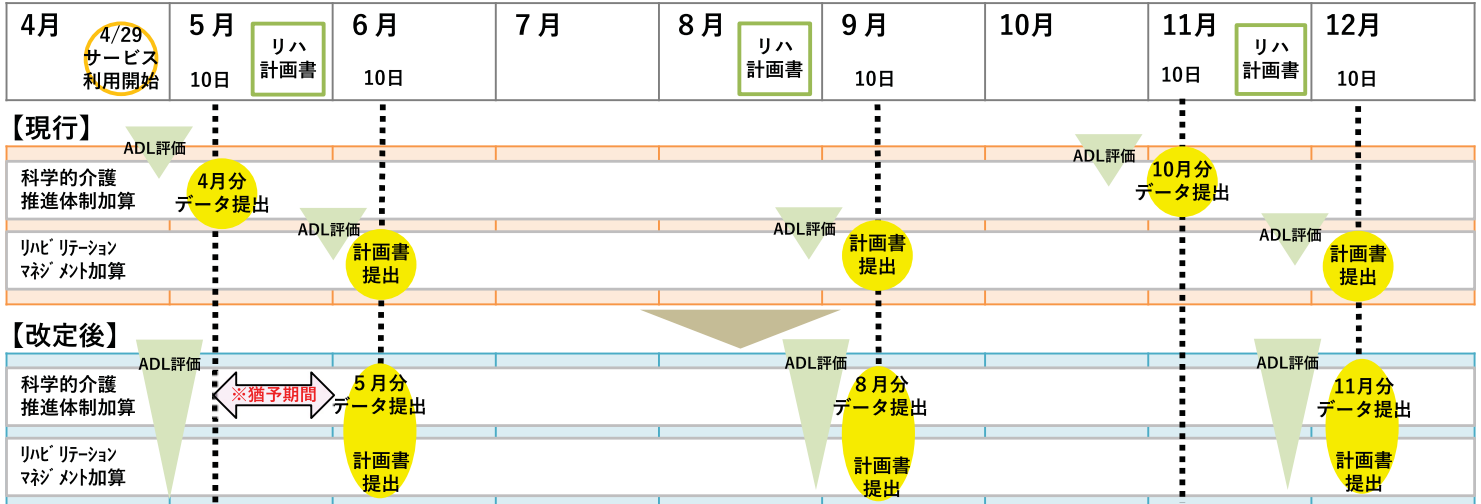 4月
4/29
サービス
利用開始
5月
10日
リハ
計画書
6月
10日
7月
8月
リハ
計画書
9月
10日
10月
11月
10日
リハ
計画書
12月
10日
【現行】
ADL評価
ADL評価
科学的介護
推進体制加算
4月分
データ提出
10月分
データ提出
ADL評価
ADL評価
ADL評価
リハビリテーション
マネジメント加算
計画書
提出
計画書
提出
計画書
提出
【改定後】
ADL評価
ADL評価
ADL評価
科学的介護
推進体制加算
※猶予期間
5月分
データ提出
8月分
データ提出
11月分
データ提出
リハビリテーション
マネジメント加算
計画書
提出
計画書
提出
計画書
提出